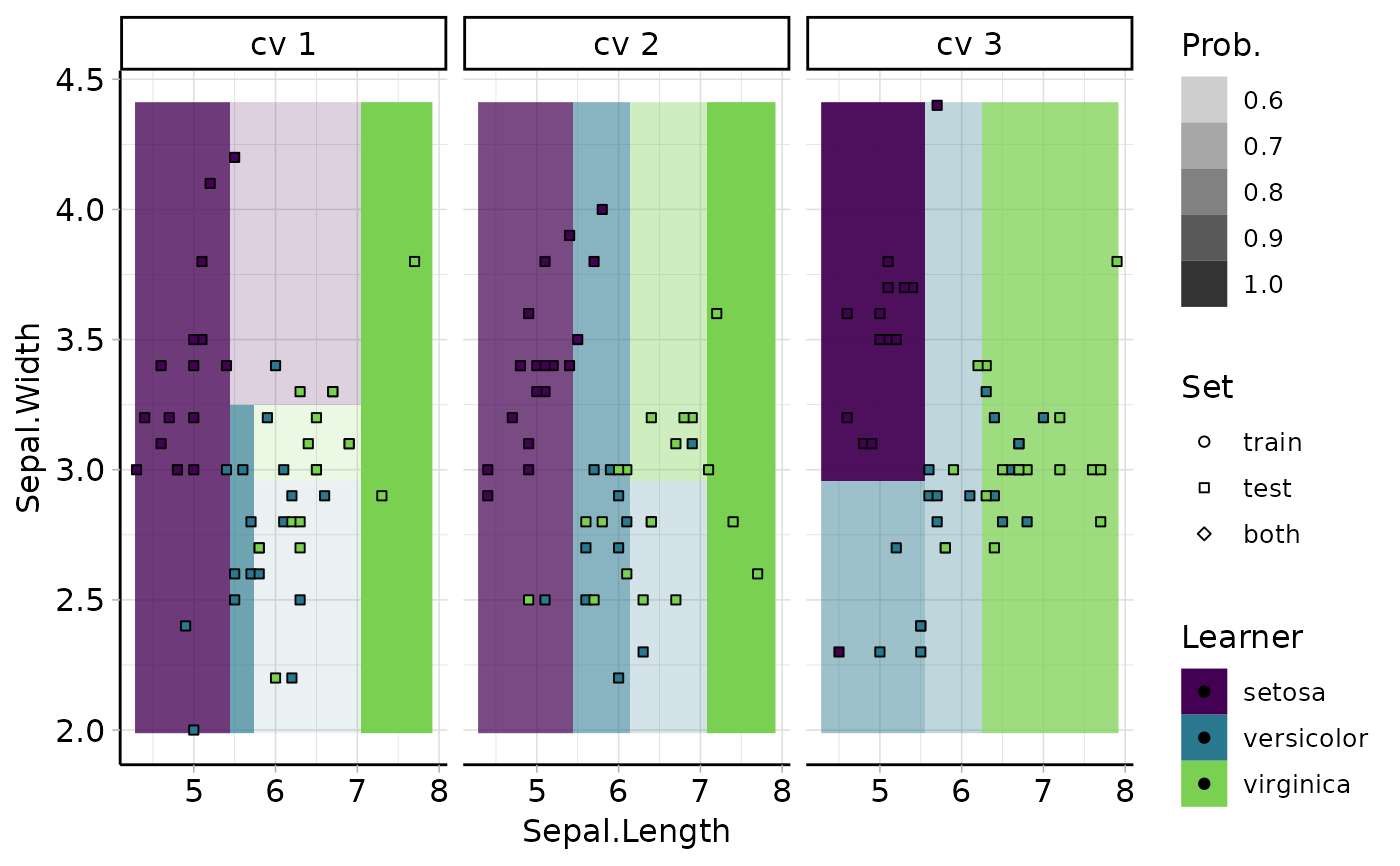 cv 1
cv 2
cv 3
4.5
4.0
3.5
3.0
2.5
2.0
Sepal.Width
5 6 7 8
5 6 7 8
5 6 7 8
Sepal.Length
Prob.
0.6
0.7
0.8
0.9
1.0
Set
train
test
both
Learner
setosa
versicolor
virginica